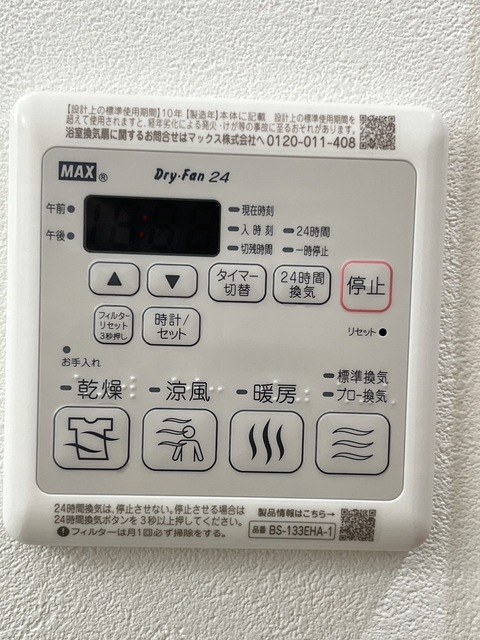 【設計上の標準使用期間】10年【製造年】本体に記載 設計上の標準使用期間を
超えて使用されますと、経年劣化による発火・けが等の事故に至るおそれがあります。
浴室換気扇に関するお問合せはマックス株式会社へ 0120-011-408
MAX®
Dry・Fan 24
午前
午後
現在時刻
入時刻
24時間
切残時間
一時停止
▲
▼
タイマー
切替
24時間
換気
停止
フィルター
リセット
3秒押し
時計/
セット
リセット
お手入れ
乾燥
涼風
暖房
標準換気
プロー換気
24時間換気は、停止させない。停止させる場合は
24時間換気ボタンを3秒以上押してください。
フィルターは月1回必ず掃除をする。
製品情報はこちら→
品番 BS-133EHA-1